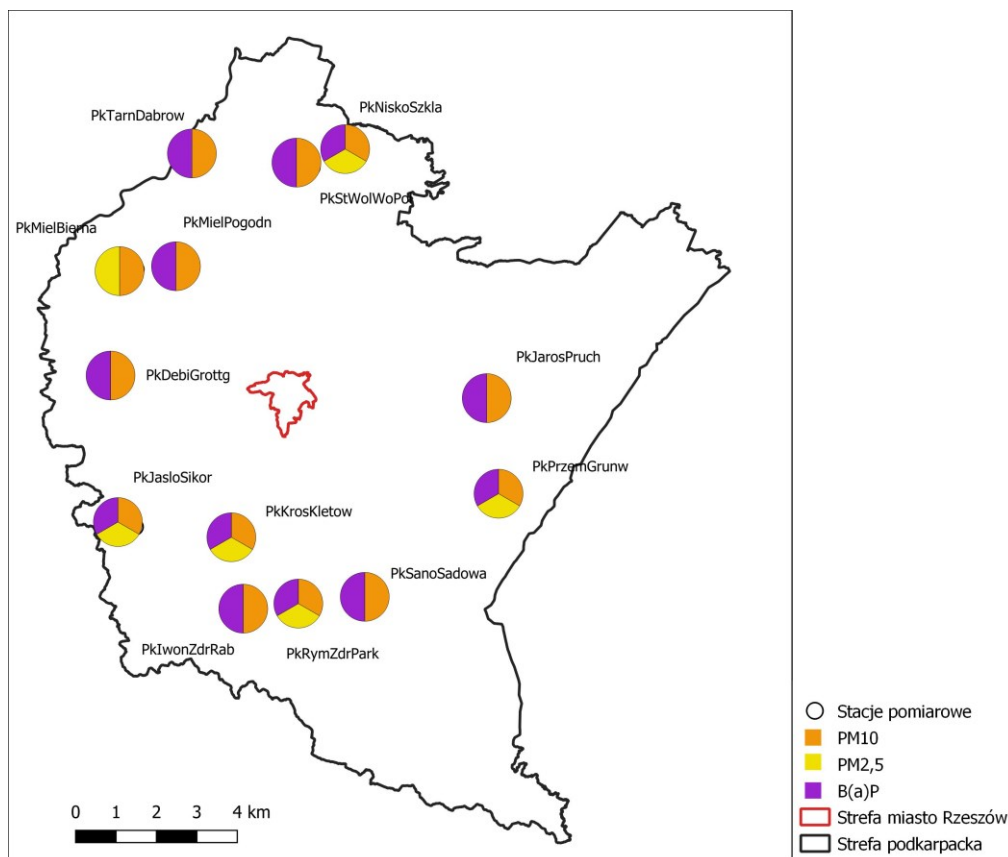 PkNiskoSzkla
PkTarnDabrow
PkStWolWoPol
PkMielPogodn
PkMielBierna
PkJarosPruch
PkDebiGrottg
PkPrzemGrunw
PkJasloSikor
PkKrosKletow
PkSanoSadowa
PkIwonZdrRab
PkRymZdrPark
Stacje pomiarowe
PM10
PM2,5
B(a)P
Strefa miasto Rzeszów
Strefa podkarpacka
0 1 2 3 4 km